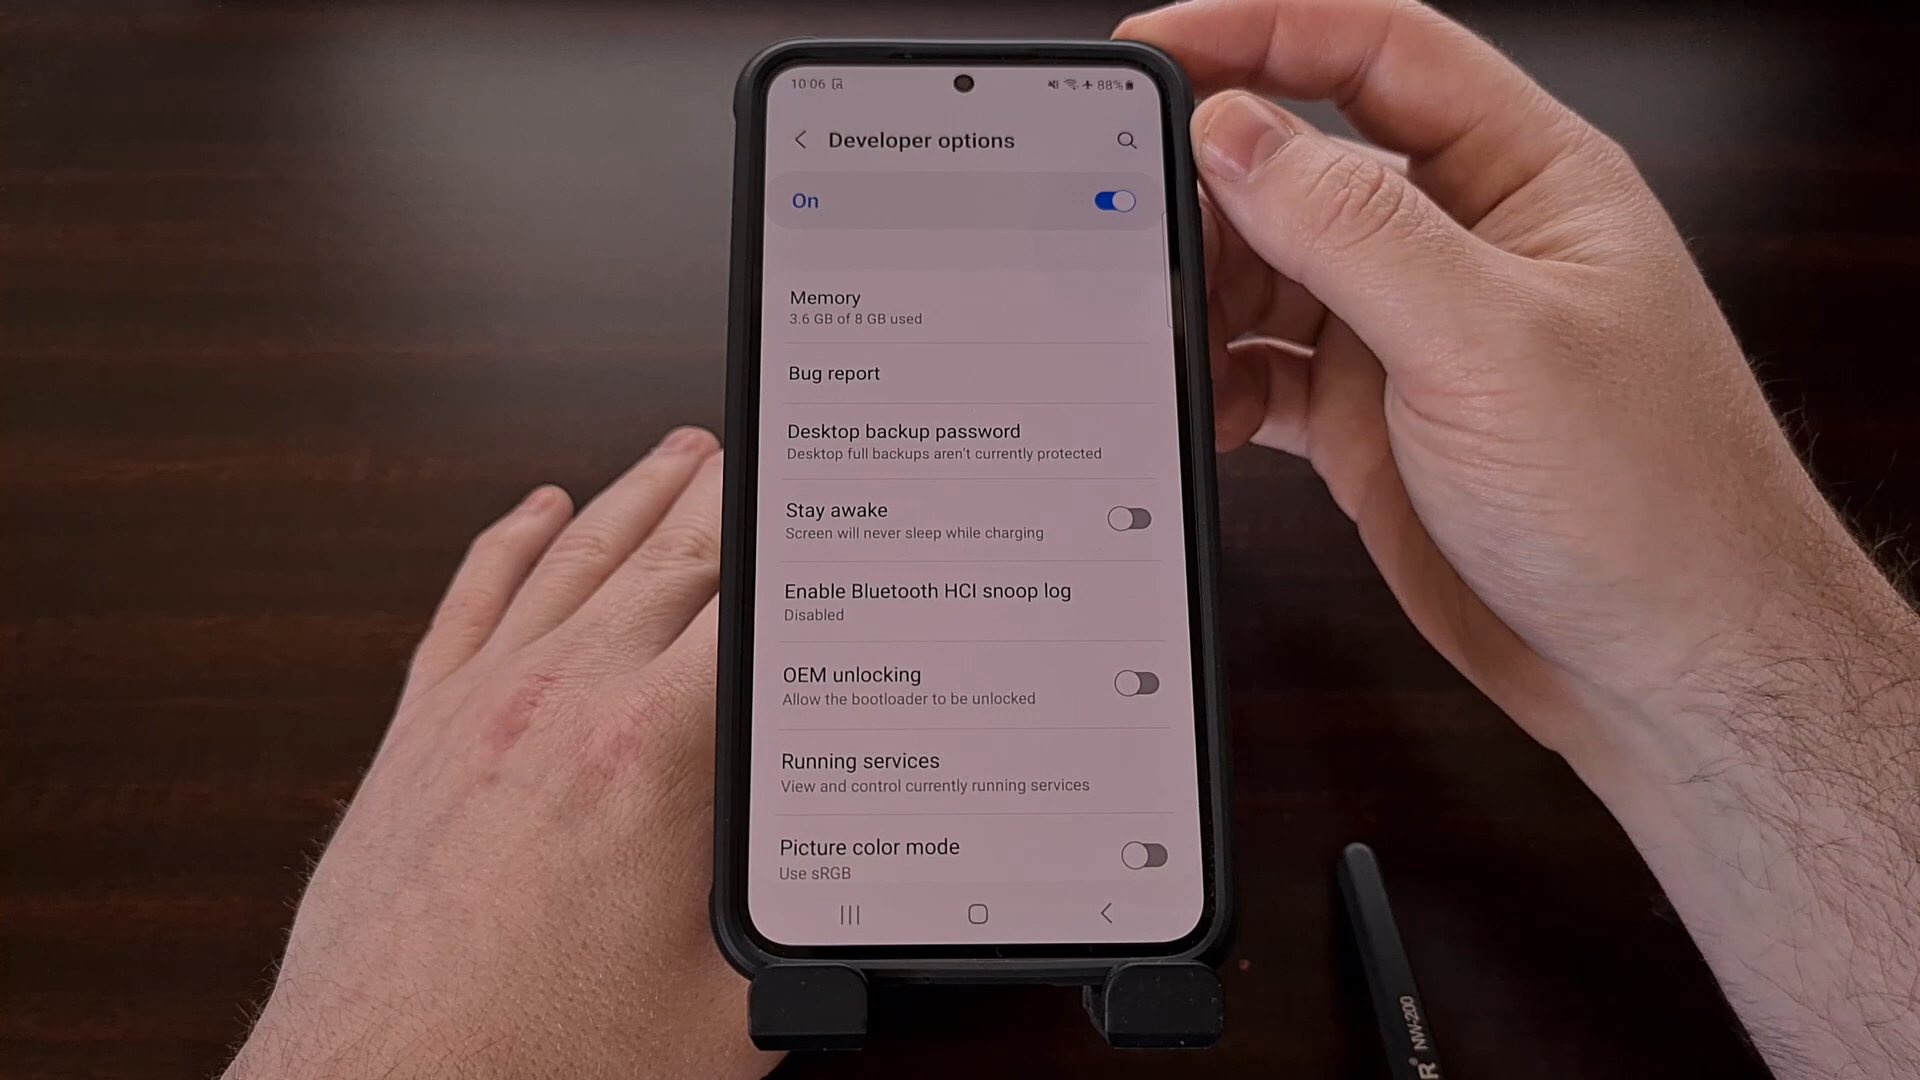 10:06 88%
Developer options
On
Memory
3.6 GB of 8 GB used
Bug report
Desktop backup password
Desktop full backups aren't currently protected
Stay awake
Screen will never sleep while charging
Enable Bluetooth HCI snoop log
Disabled
OEM unlocking
Allow the bootloader to be unlocked
Running services
View and control currently running services
Picture color mode
Use sRGB
R® NW-200